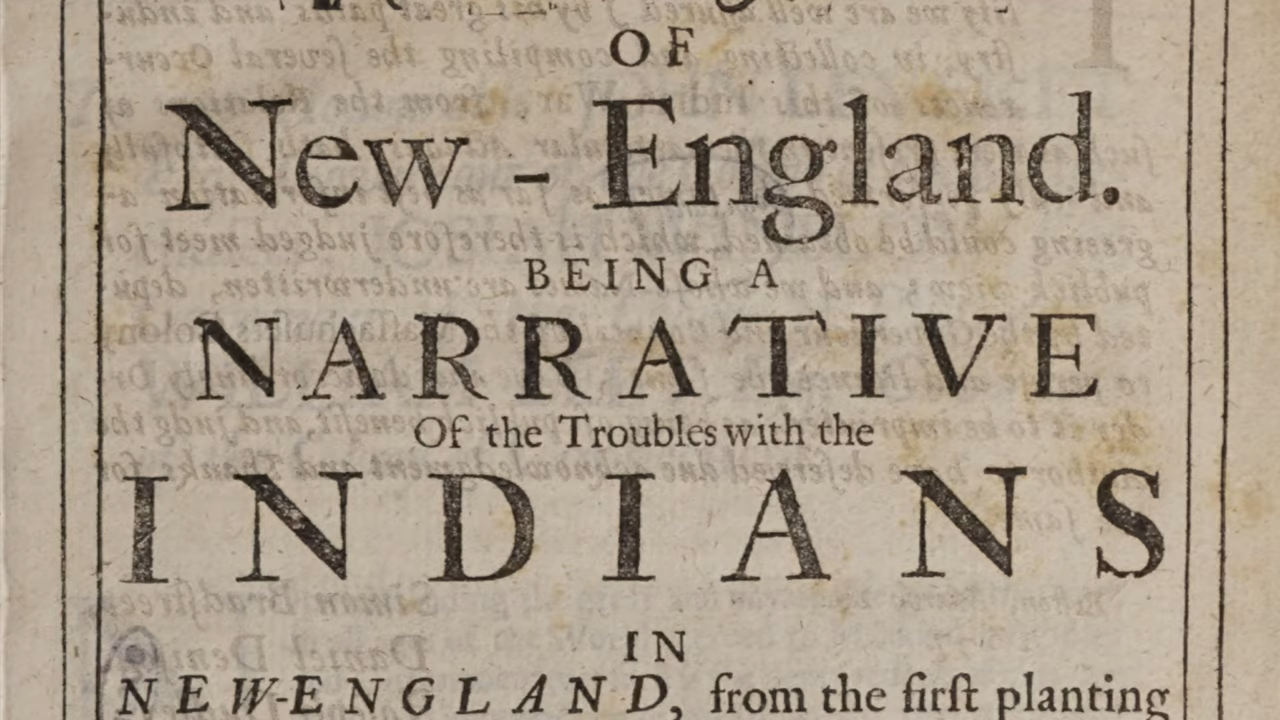 OF
New - England.
BEING A
NARRATIVE
Of the Troubles with the
INDIANS
IN
NEW-ENGLAND, from the firſt planting